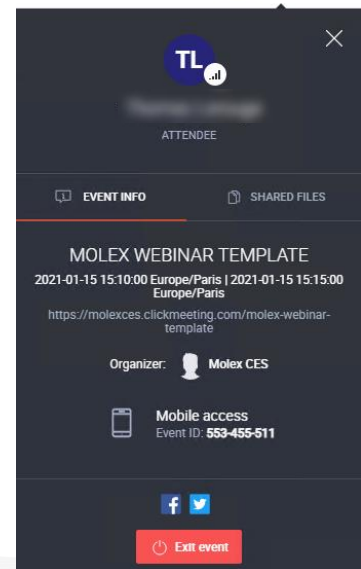 TL
ATTENDEE
EVENT INFO
SHARED FILES
MOLEX WEBINAR TEMPLATE
2021-01-15 15:10:00 Europe/Paris | 2021-01-15 15:15:00
Europe/Paris
https://molexces.clickmeeting.com/molex-webinar-
template
Organizer: Molex CES
Mobile access
Event ID: 553-455-511
Exit event